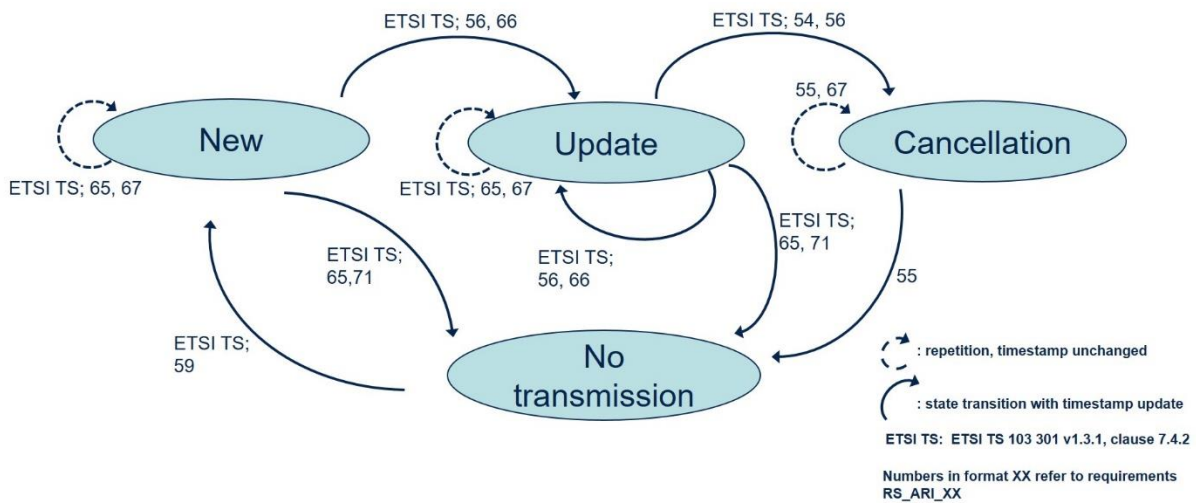 ETSI TS; 56, 66
ETSI TS; 54, 56
55, 67
New
Update
Cancellation
ETSI TS; 65, 67
ETSI TS; 65, 67
ETSI TS;
65,71
ETSI TS;
56, 66
ETSI TS;
65, 71
55
ETSI TS;
59
No
transmission
: repetition, timestamp unchanged
: state transition with timestamp update
ETSI TS: ETSI TS 103 301 v1.3.1, clause 7.4.2
Numbers in format XX refer to requirements
RS_ARI_XX